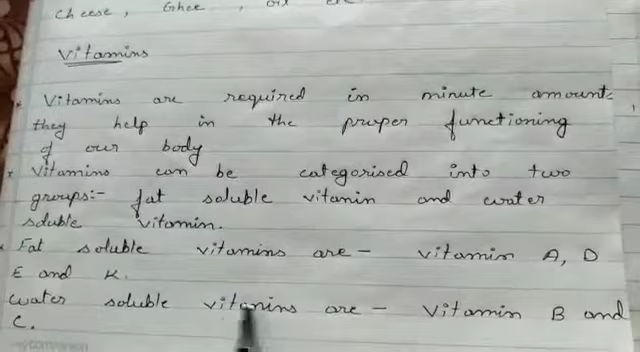 Cheese, Ghee, oil etc
Vitamins
* Vitamins are required in minute amount
they help in the proper functioning
of our body
* Vitamins can be categorised into two
groups:- fat soluble vitamin and water
soluble vitamin.
* Fat soluble vitamins are - vitamin A, D
E and K.
water soluble vitamins are - Vitamin B and
C.